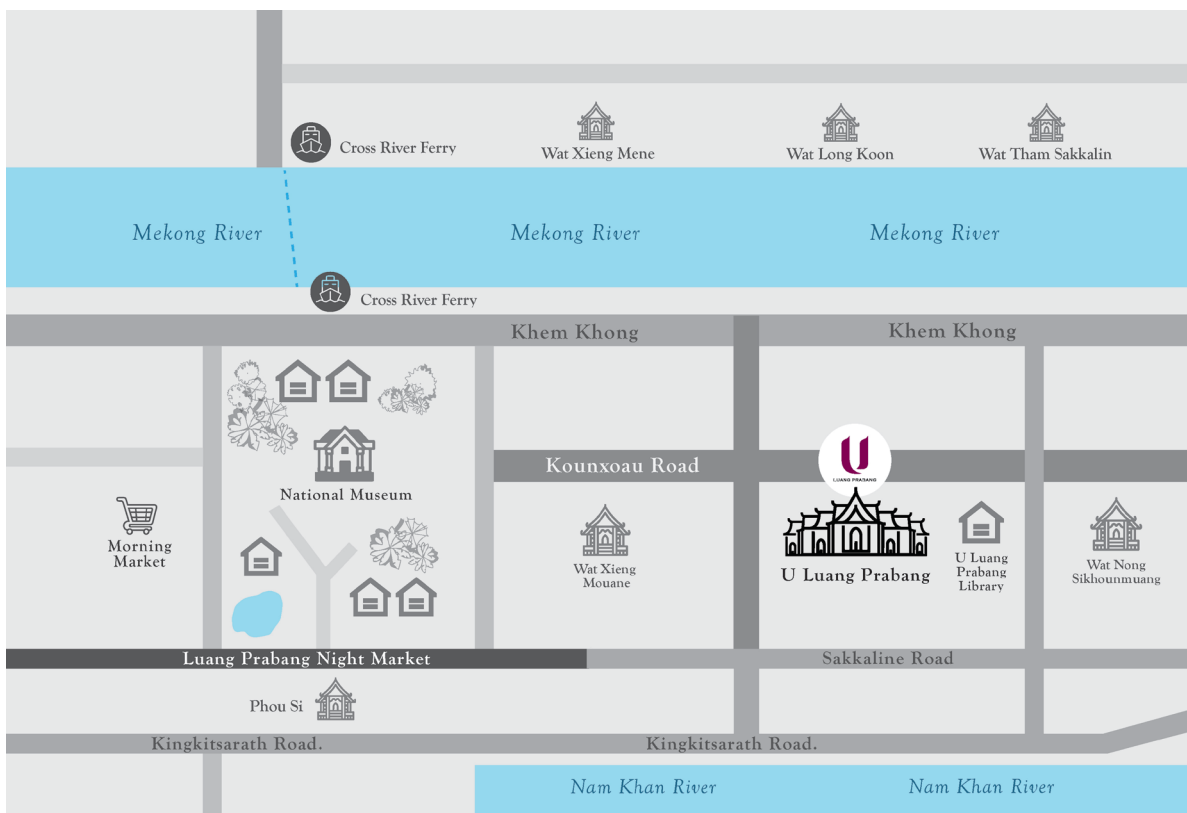 Cross River Ferry
Wat Xieng Mene
Wat Long Koon
Wat Tham Sakkalin
Mekong River
Mekong River
Mekong River
Cross River Ferry
Khem Khong
Khem Khong
Kounxoau Road
U
LUANG PRABANG
National Museum
Morning
Market
Wat Xieng
Mouane
U Luang Prabang
U Luang
Prabang
Library
Wat Nong
Sikhounmuang
Luang Prabang Night Market
Sakkaline Road
Phou Si
Kingkitsarath Road.
Kingkitsarath Road.
Nam Khan River
Nam Khan River